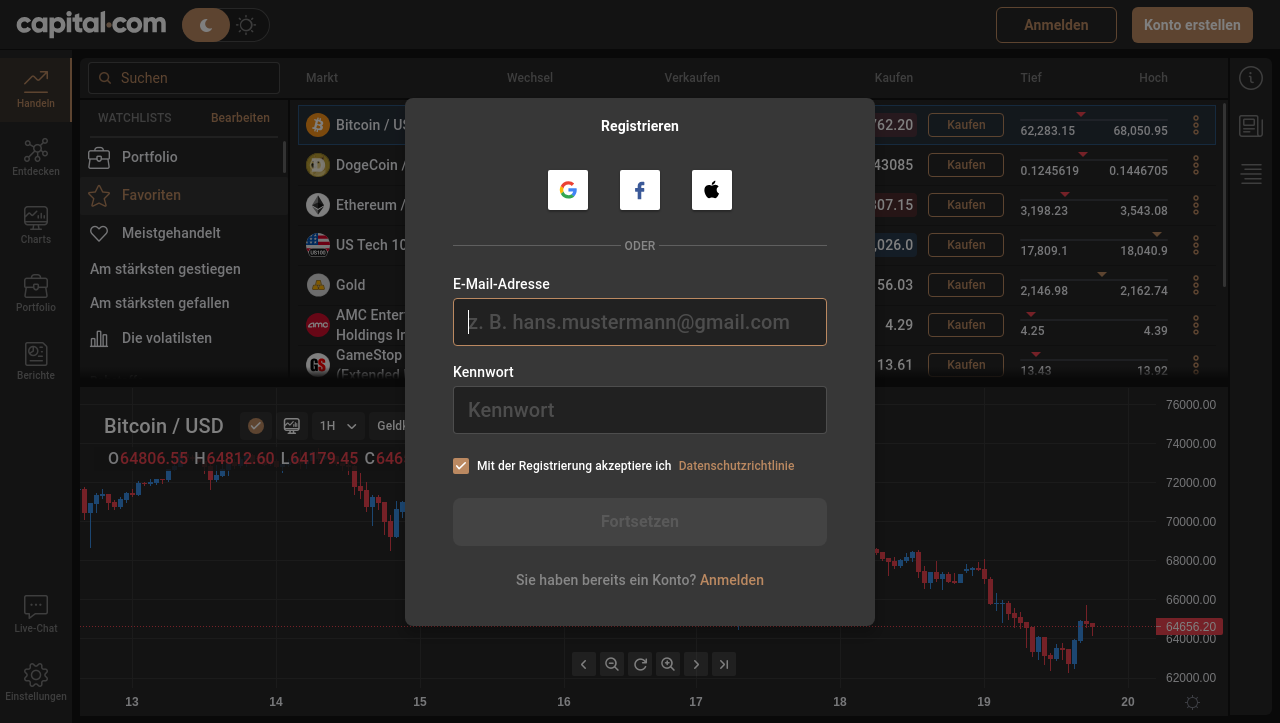 capital.com
Anmelden
Konto erstellen
Handeln
Entdecken
Charts
Portfolio
Berichte
Live-Chat
Einstellungen
Suchen
WATCHLISTS Bearbeiten
Portfolio
Favoriten
Meistgehandelt
Am stärksten gestiegen
Am stärksten gefallen
Die volatilsten
Markt Wechsel Verkaufen Kaufen Tief Hoch
Bitcoin / 62.20 Kaufen 62,283.15 68,050.95
DogeCoin / 43085 Kaufen 0.1245619 0.1446705
Ethereum / 07.15 Kaufen 3,198.23 3,543.08
US Tech 10 ,026.0 Kaufen 17,809.1 18,040.9
Gold 56.03 Kaufen 2,146.98 2,162.74
AMC Enter
Holdings In 4.29 Kaufen 4.25 4.39
GameStop
(Extended 13.61 Kaufen 13.43 13.92
Registrieren
ODER
E-Mail-Adresse
z. B. hans.mustermann@gmail.com
Kennwort
Kennwort
Mit der Registrierung akzeptiere ich Datenschutzrichtlinie
Fortsetzen
Sie haben bereits ein Konto? Anmelden
Bitcoin / USD 1H Geldk
O64806.55 H64812.60 L64179.45 C646
76000.00
74000.00
72000.00
70000.00
68000.00
66000.00
64656.20
64000.00
62000.00
13 14 15 16 17 18 19 20